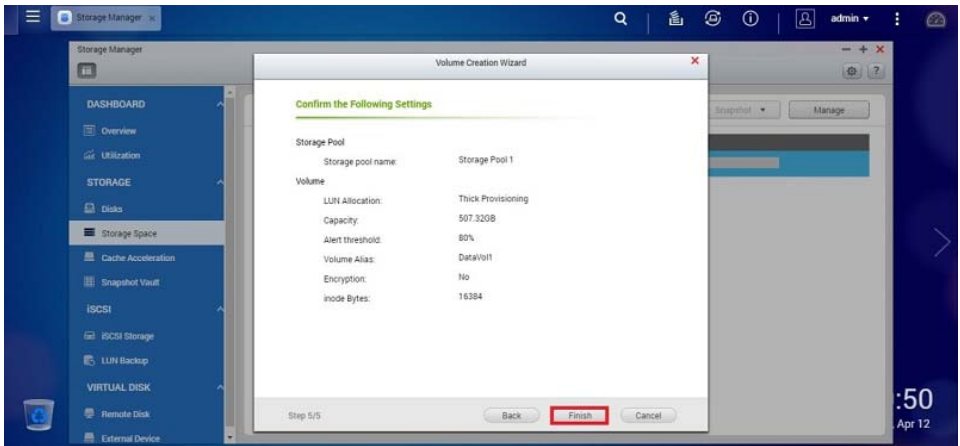 Storage Manager ×
admin
Storage Manager
?
Volume Creation Wizard
DASHBOARD
Overview
Utilization
STORAGE
Disks
Storage Space
Cache Acceleration
Snapshot Vault
iSCSI
iSCSI Storage
LUN Backup
VIRTUAL DISK
Remote Disk
External Device
Snapshot
Manage
Confirm the Following Settings
Storage Pool
Storage pool name: Storage Pool 1
Volume
LUN Allocation: Thick Provisioning
Capacity: 507.32GB
Alert threshold: 80%
Volume Alias: DataVol1
Encryption: No
inode Bytes: 16384
Step 5/5
Back Finish Cancel
:50
Apr 12